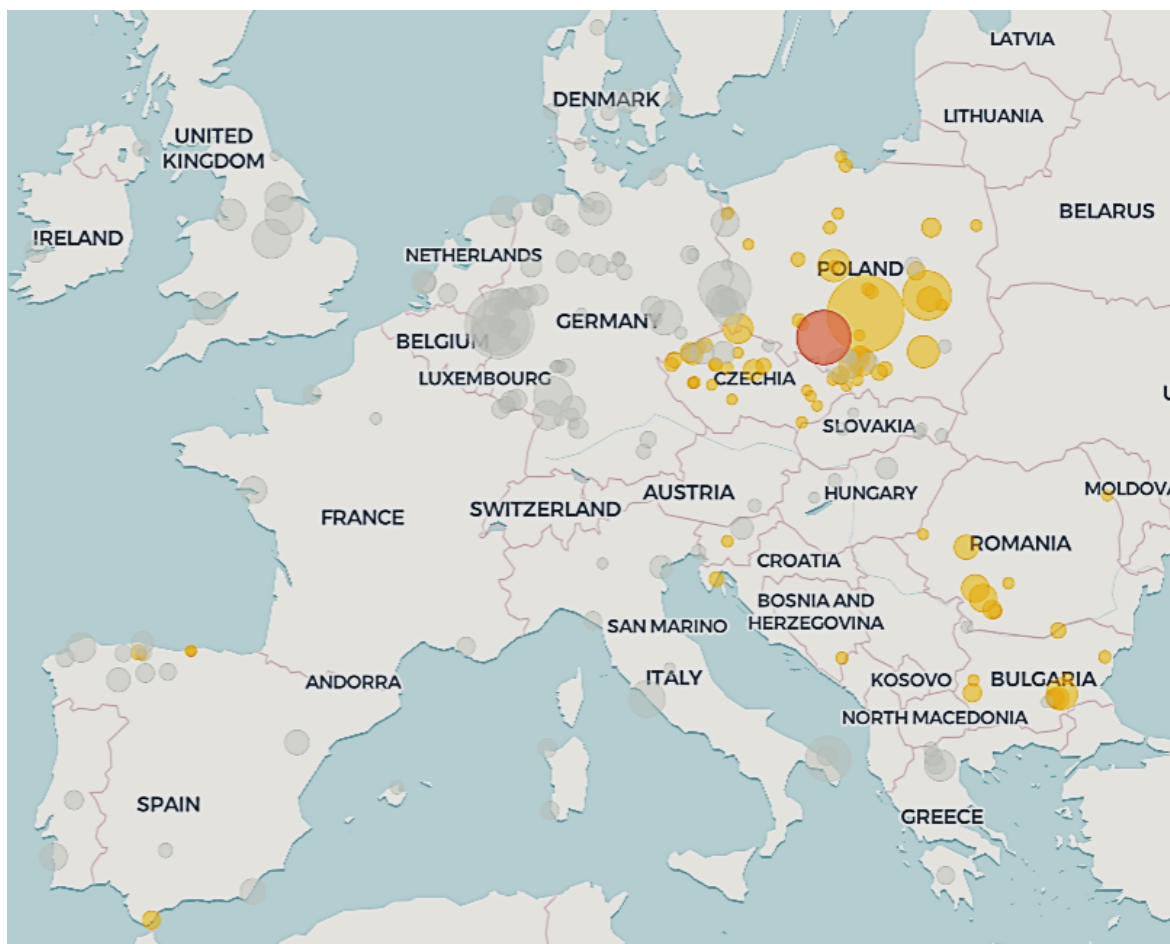 LATVIA
DENMARK
LITHUANIA
UNITED
KINGDOM
BELARUS
IRELAND
NETHERLANDS
POLAND
GERMANY
BELGIUM
LUXEMBOURG
CZECHIA
U
SLOVAKIA
AUSTRIA
HUNGARY
MOLDOVA
SWITZERLAND
FRANCE
ROMANIA
CROATIA
BOSNIA AND
HERZEGOVINA
SAN MARINO
ITALY
ANDORRA
KOSOVO
BULGARIA
NORTH MACEDONIA
SPAIN
GREECE